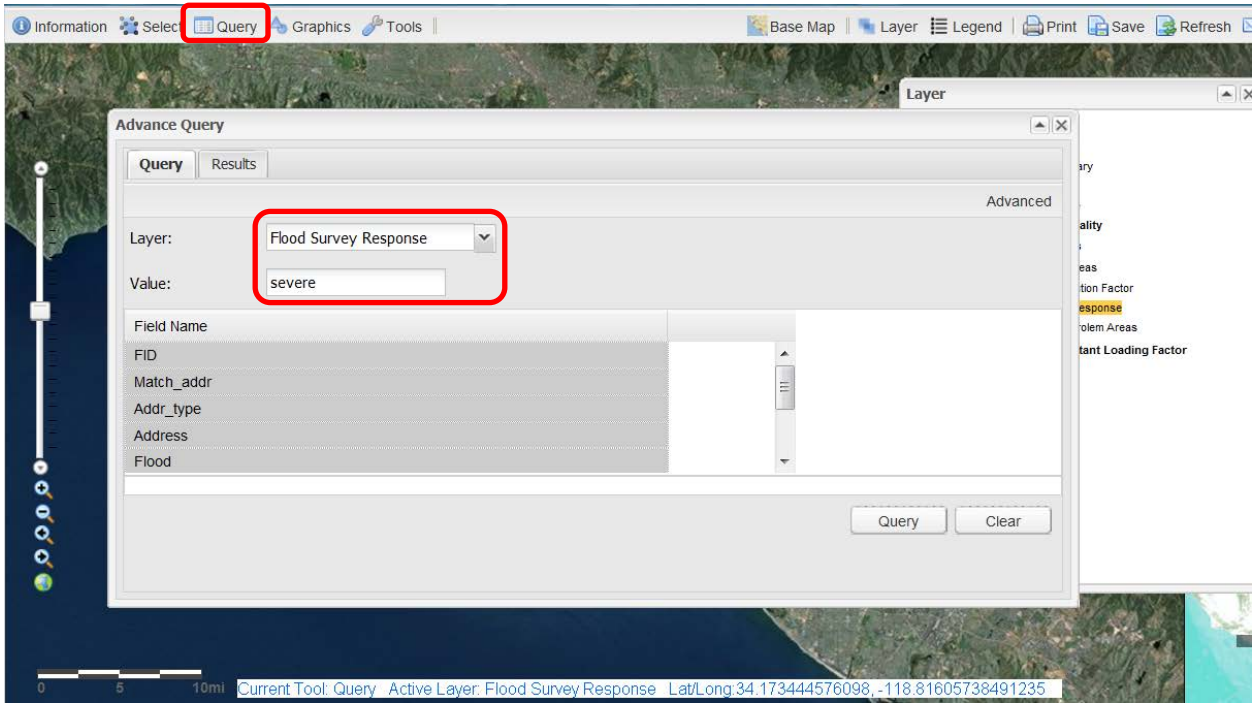 Information Select Query Graphics Tools Base Map Layer Legend Print Save Refresh
Layer
Advance Query
Query Results
Advanced
Layer: Flood Survey Response
Value: severe
Field Name
FID
Match_addr
Addr_type
Address
Flood
Query Clear
ary
ality
s
eas
tion Factor
esponse
olem Areas
tant Loading Factor
0 5 10mi
Current Tool: Query Active Layer: Flood Survey Response Lat/Long:34.173444576098, -118.81605738491235